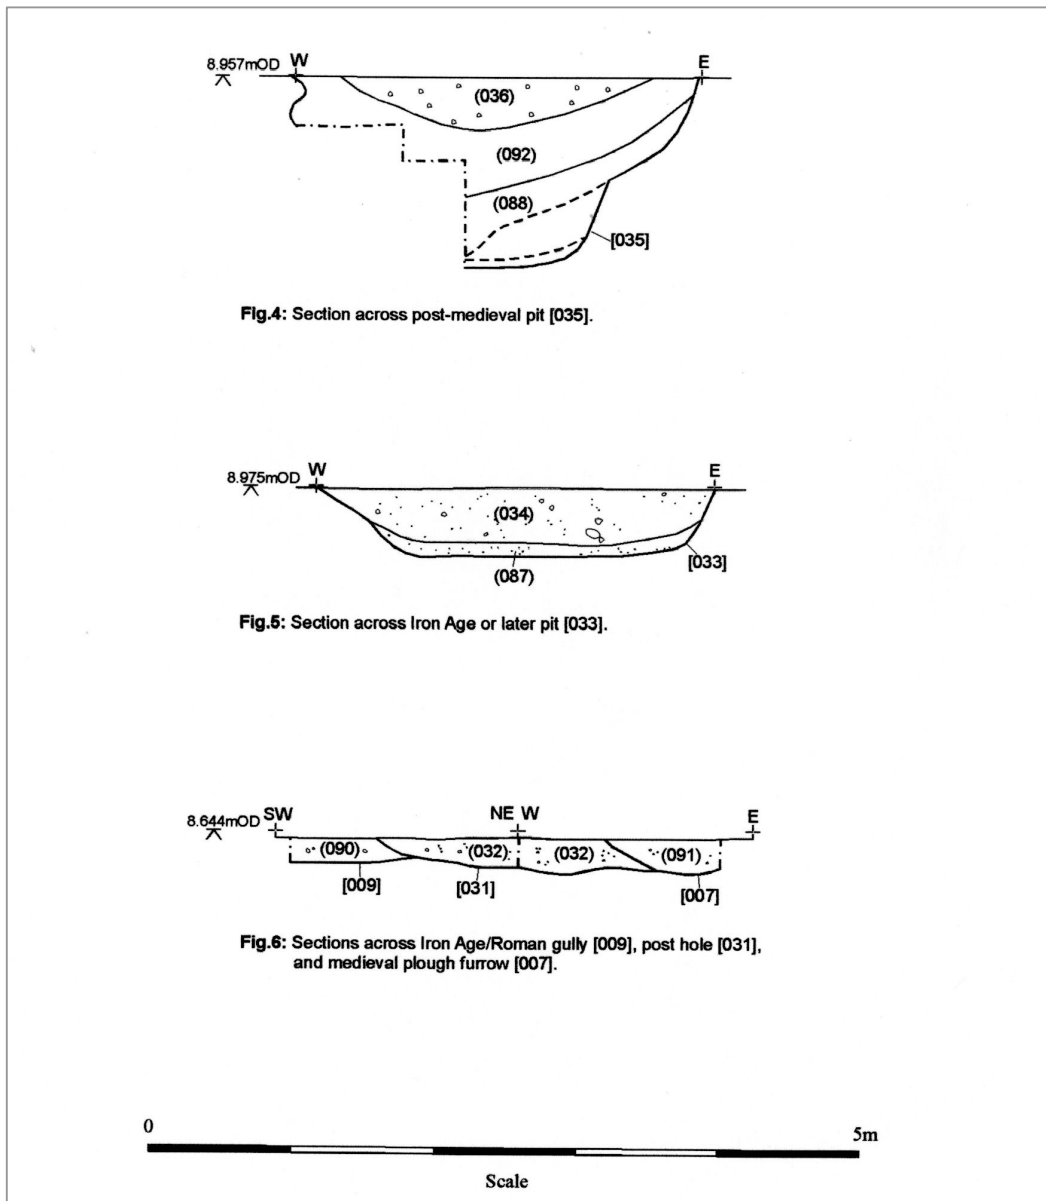 8.957mOD W E
(036)
(092)
(088)
[035]
Fig.4: Section across post-medieval pit [035].
8.975mOD W E
(034)
[033]
(087)
Fig.5: Section across Iron Age or later pit [033].
8.644mOD SW NE W E
(090) (032) (032) (091)
[009] [031] [007]
Fig.6: Sections across Iron Age/Roman gully [009], post hole [031],
and medieval plough furrow [007].
0 5m
Scale